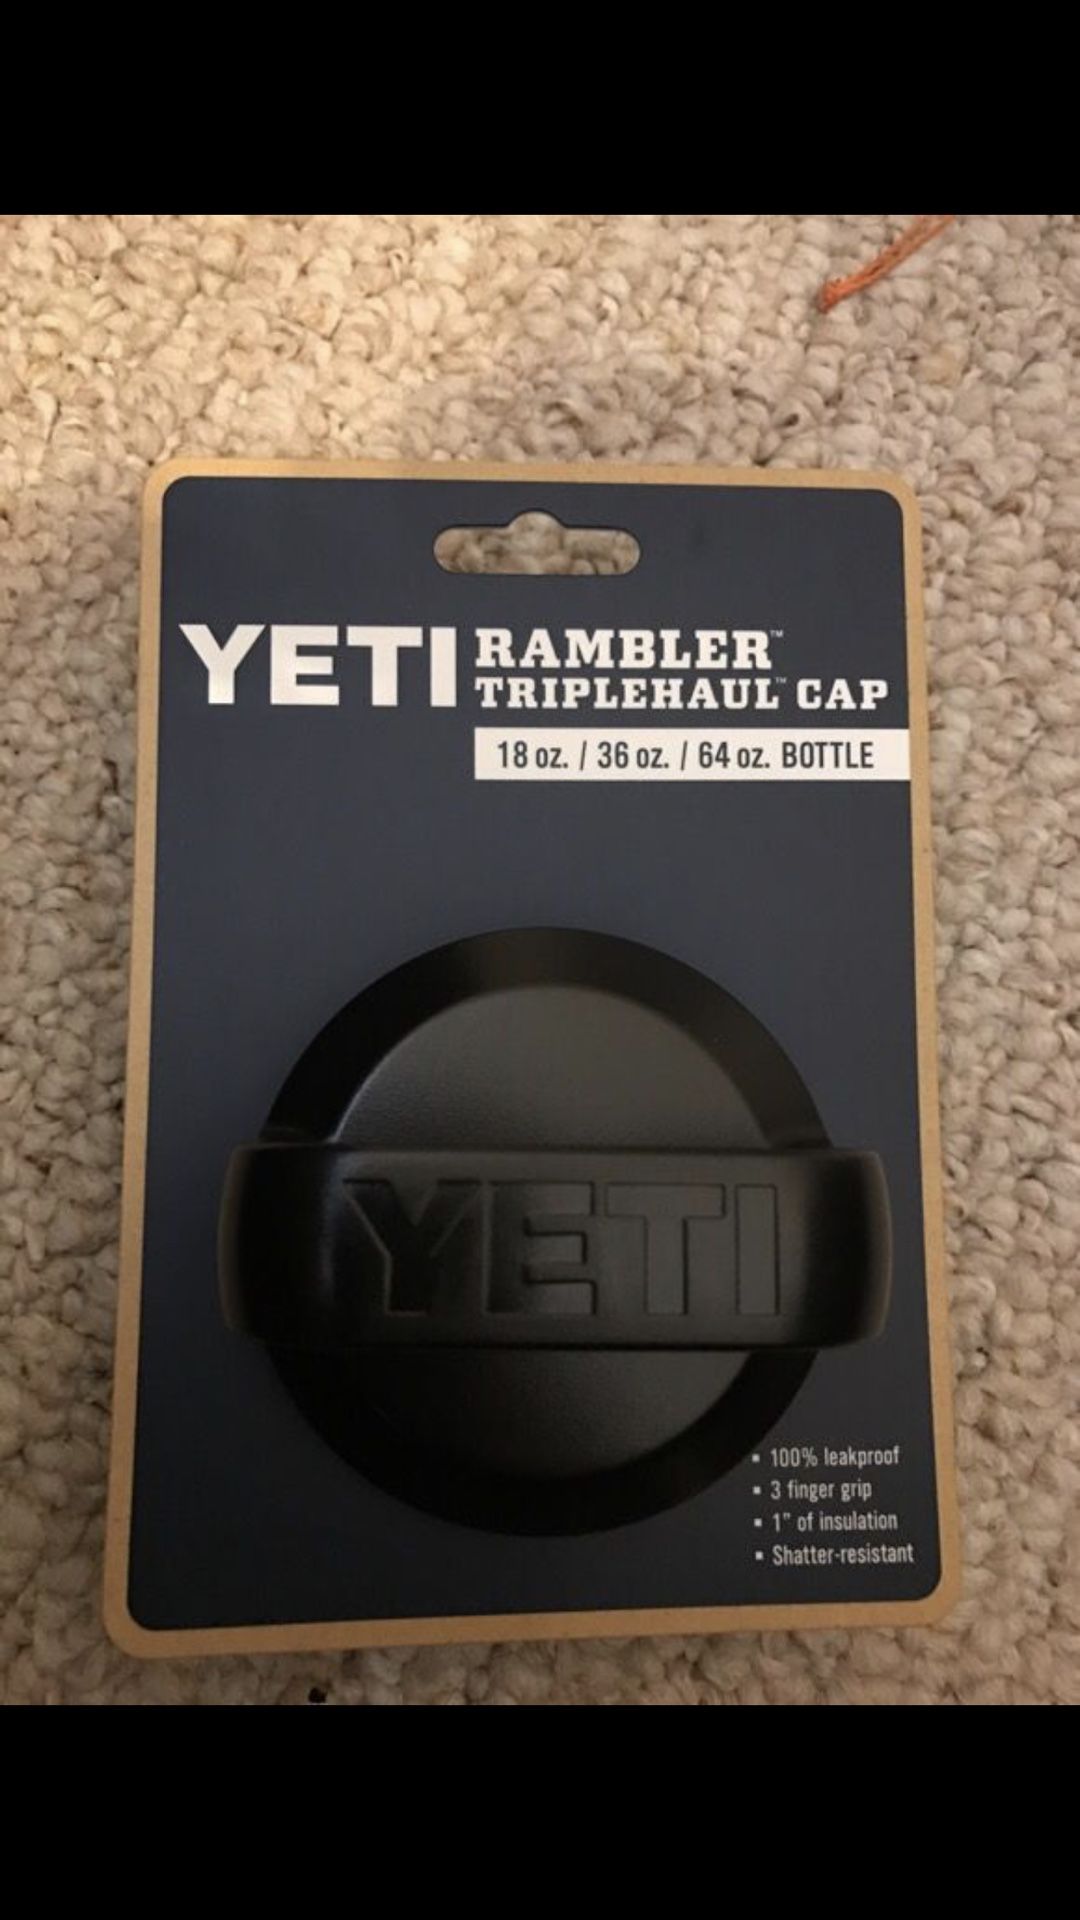 YETI RAMBLER™
TRIPLEHAUL™ CAP
18 oz. / 36 oz. / 64 oz. BOTTLE
YETI
▪ 100% leakproof
▪ 3 finger grip
▪ 1" of insulation
▪ Shatter-resistant